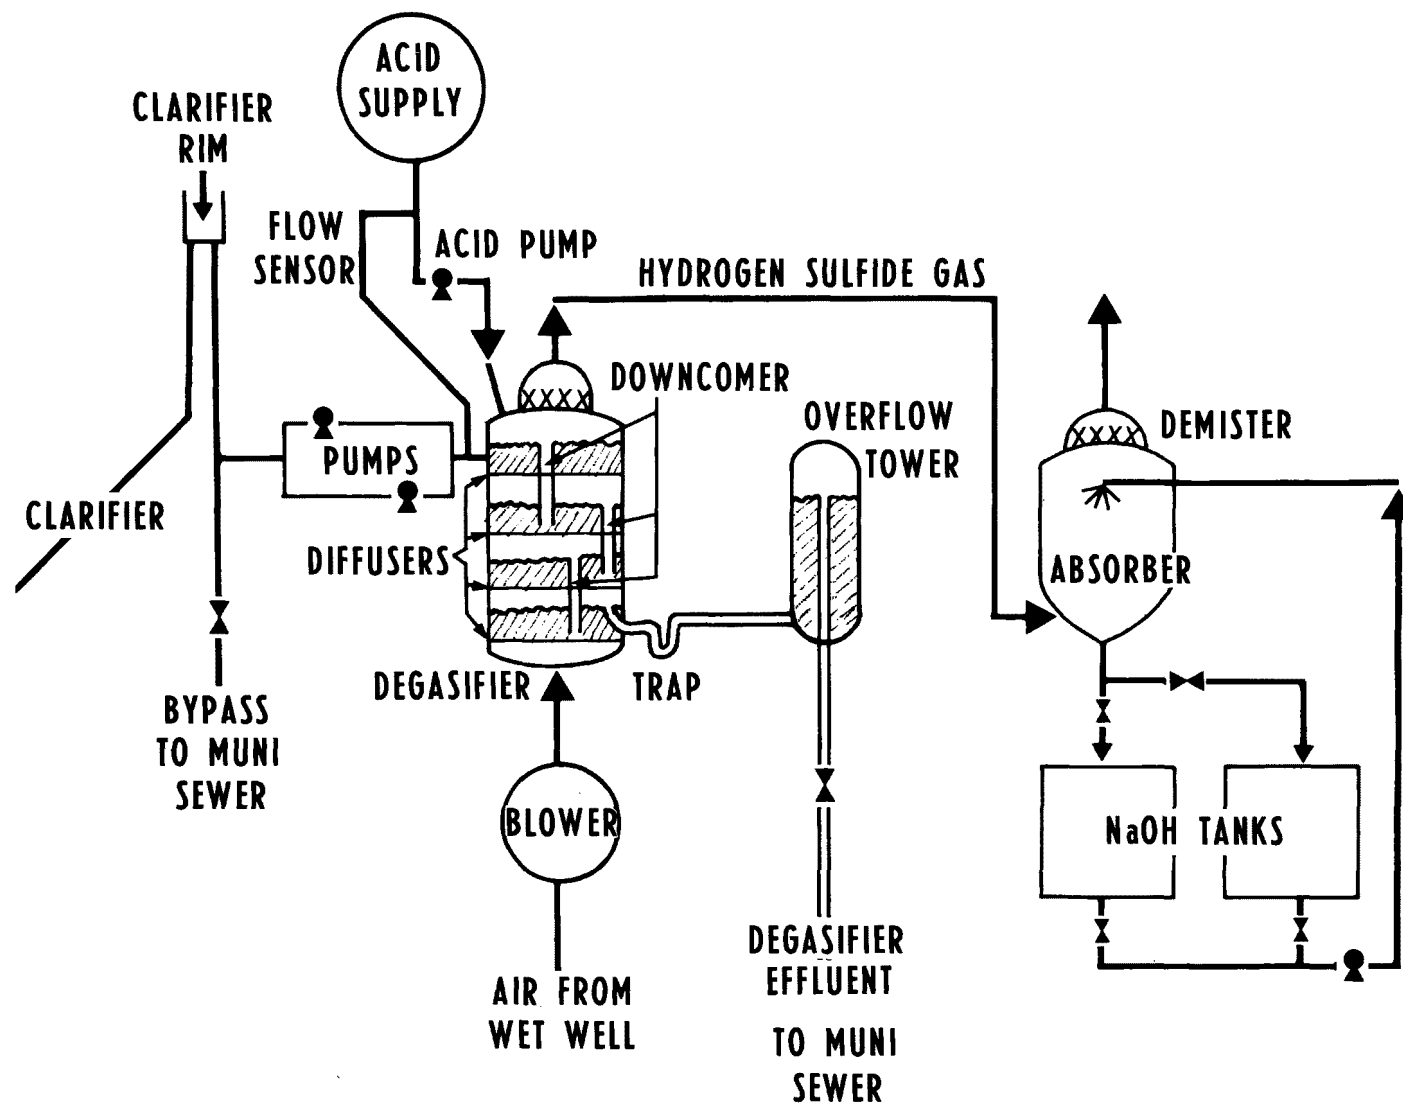 ACID
SUPPLY
CLARIFIER
RIM
FLOW
SENSOR
ACID PUMP
HYDROGEN SULFIDE GAS
DOWNCOMER
OVERFLOW
TOWER
DEMISTER
PUMPS
CLARIFIER
DIFFUSERS
ABSORBER
DEGASIFIER
TRAP
BYPASS
TO MUNI
SEWER
BLOWER
NaOH TANKS
AIR FROM
WET WELL
DEGASIFIER
EFFLUENT
TO MUNI
SEWER